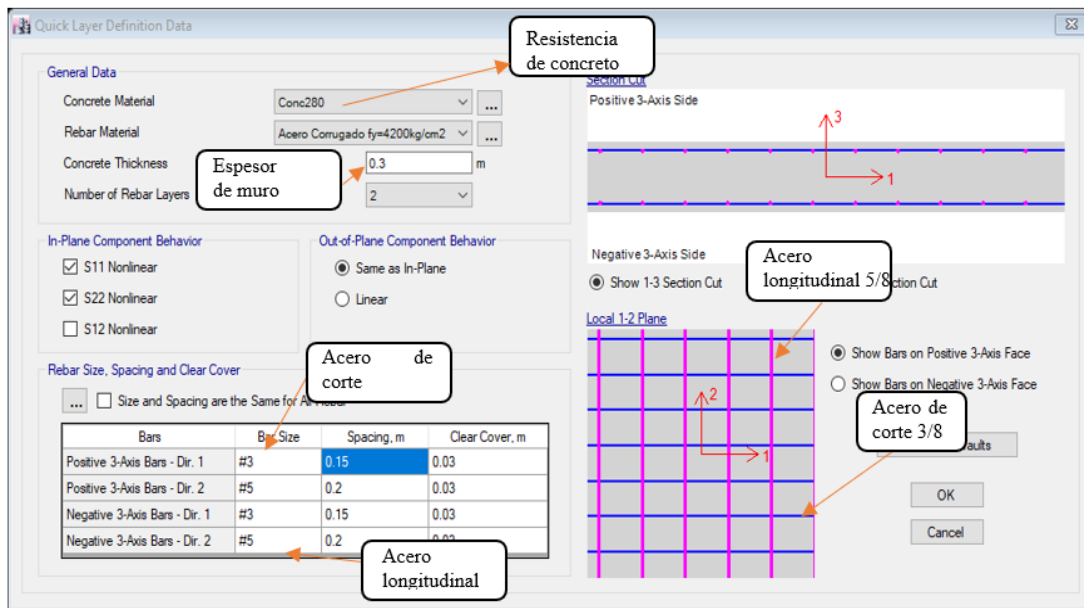 Quick Layer Definition Data
Resistencia
de concreto
General Data
Concrete Material
Conc280
...
Rebar Material
Acero Corrugado fy=4200kg/cm2
...
Concrete Thickness
0.3
m
Number of Rebar Layers
2
Espesor
de muro
Section Cut
Positive 3-Axis Side
3
1
Negative 3-Axis Side
Show 1-3 Section Cut
ction Cut
Acero
longitudinal 5/8
In-Plane Component Behavior
S11 Nonlinear
S22 Nonlinear
S12 Nonlinear
Out-of-Plane Component Behavior
Same as In-Plane
Linear
Local 1-2 Plane
2
1
Show Bars on Positive 3-Axis Face
Show Bars on Negative 3-Axis Face
Acero de
corte 3/8
aults
OK
Cancel
Acero de
corte
Rebar Size, Spacing and Clear Cover
...
Size and Spacing are the Same for All Rebar
Bars Bar Size Spacing, m Clear Cover, m
Positive 3-Axis Bars - Dir. 1 #3 0.15 0.03
Positive 3-Axis Bars - Dir. 2 #5 0.2 0.03
Negative 3-Axis Bars - Dir. 1 #3 0.15 0.03
Negative 3-Axis Bars - Dir. 2 #5 0.2 0.03
Acero
longitudinal